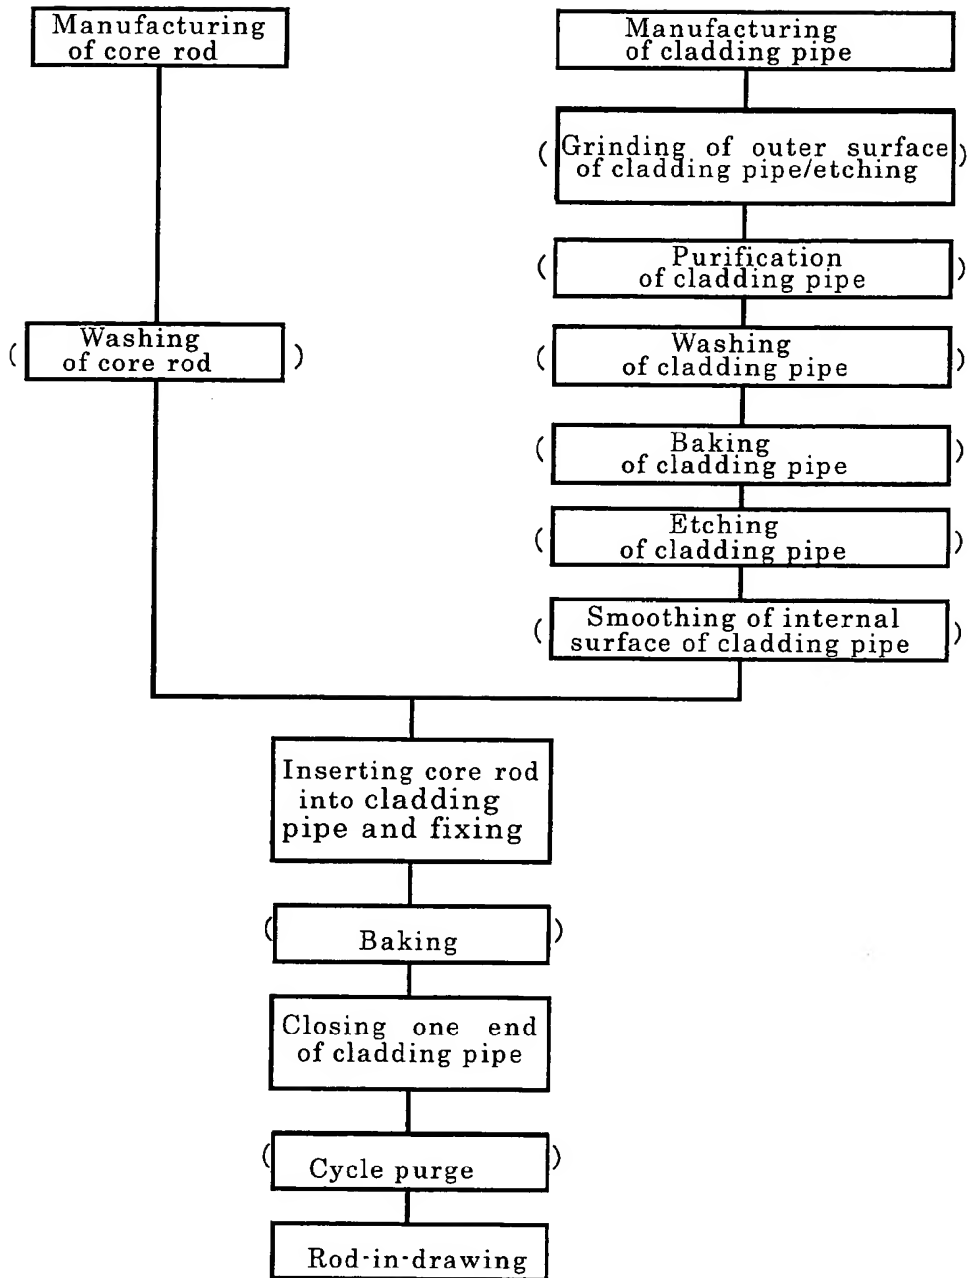 Manufacturing
of core rod
Manufacturing
of cladding pipe
( Grinding of outer surface )
of cladding pipe/etching
( Purification )
of cladding pipe
( Washing )
of core rod
( Washing )
of cladding pipe
( Baking )
of cladding pipe
( Etching )
of cladding pipe
( Smoothing of internal )
surface of cladding pipe
Inserting core rod
into cladding
pipe and fixing
( Baking )
Closing one end
of cladding pipe
( Cycle purge )
Rod-in-drawing